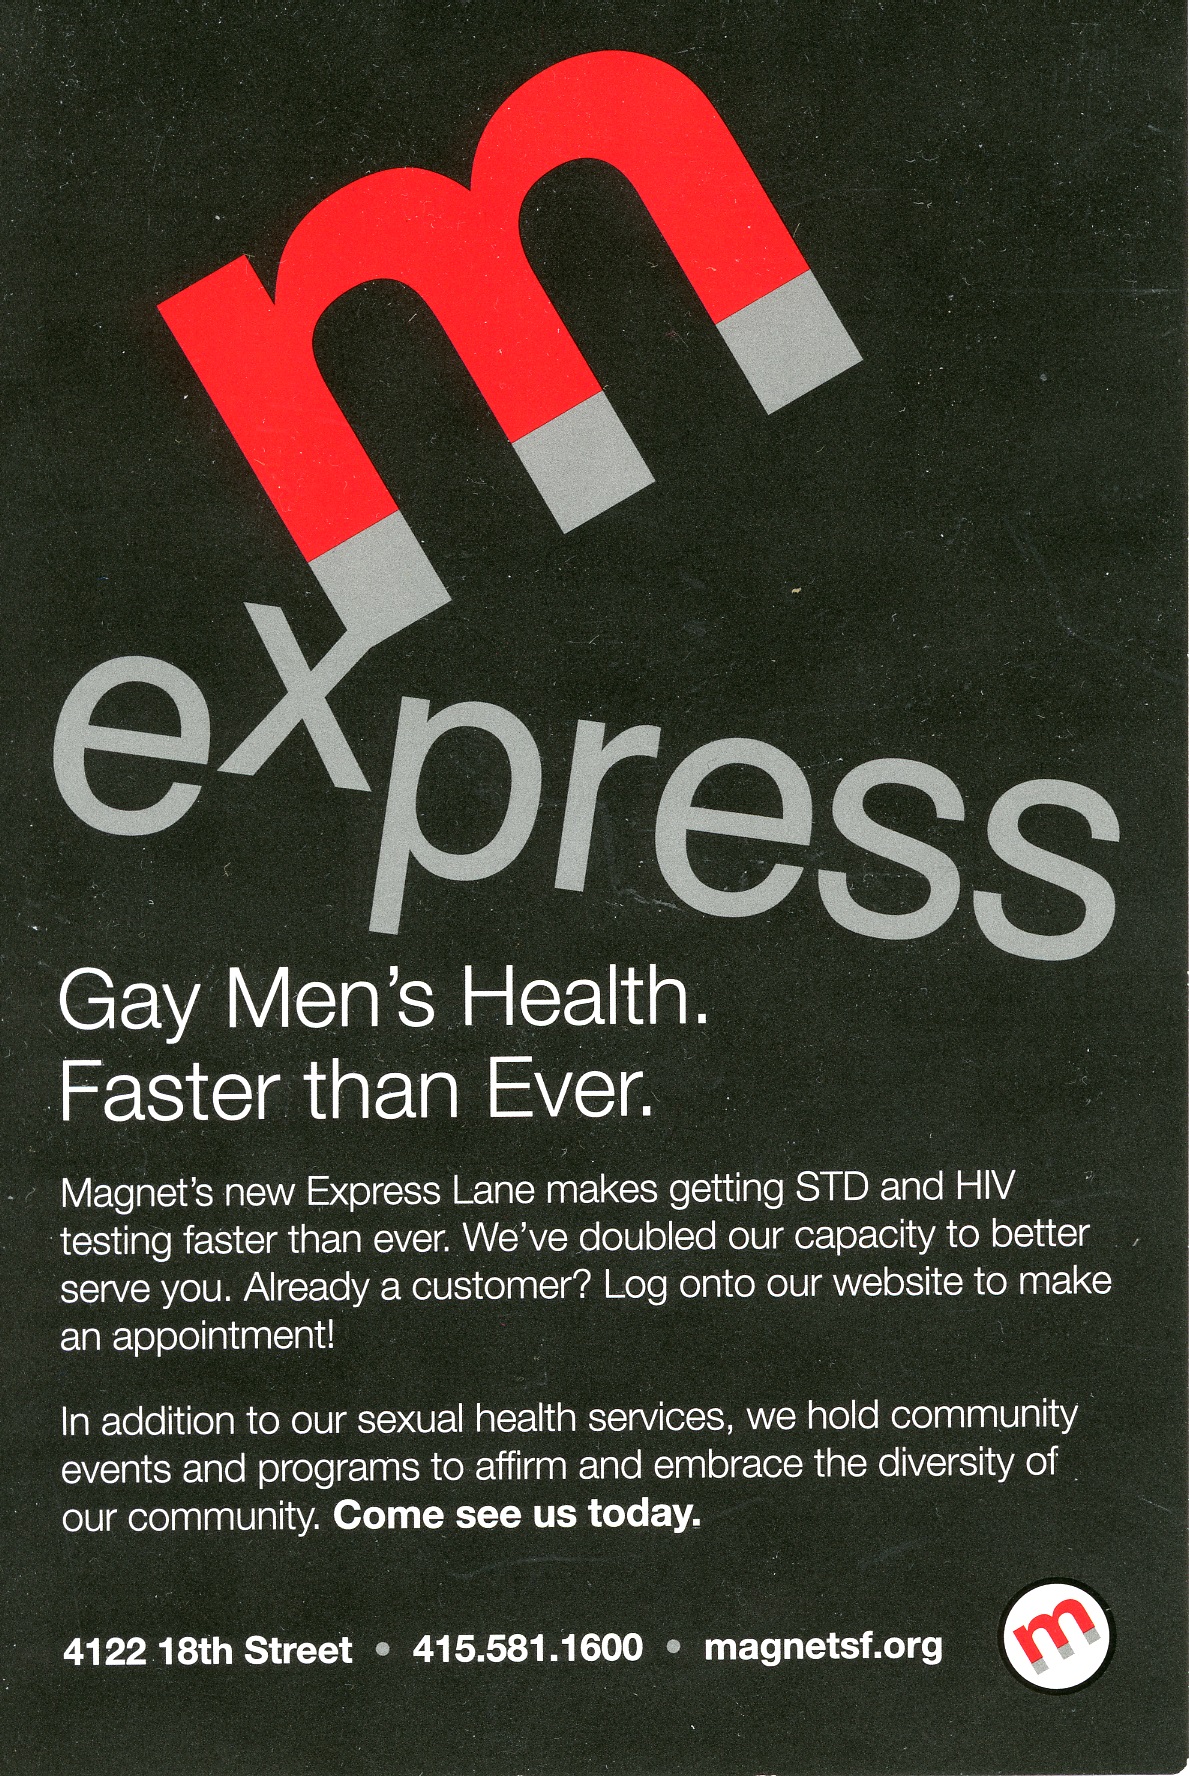 m
express
Gay Men's Health.
Faster than Ever.
Magnet's new Express Lane makes getting STD and HIV
testing faster than ever. We've doubled our capacity to better
serve you. Already a customer? Log onto our website to make
an appointment!
In addition to our sexual health services, we hold community
events and programs to affirm and embrace the diversity of
our community. Come see us today.
4122 18th Street • 415.581.1600 • magnetsf.org
m